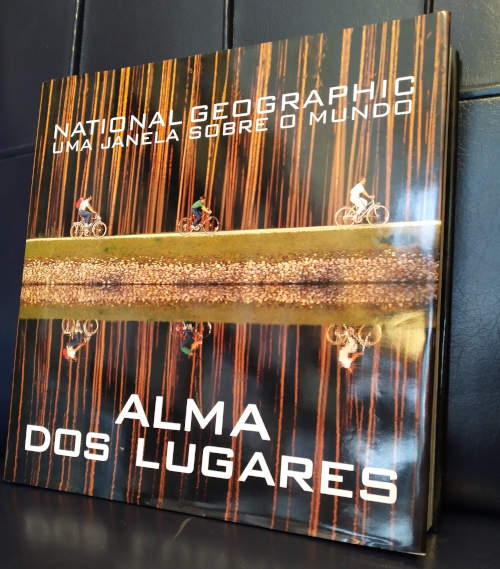 NATIONAL GEOGRAPHIC
UMA JANELA SOBRE O MUNDO
ALMA
DOS LUGARES